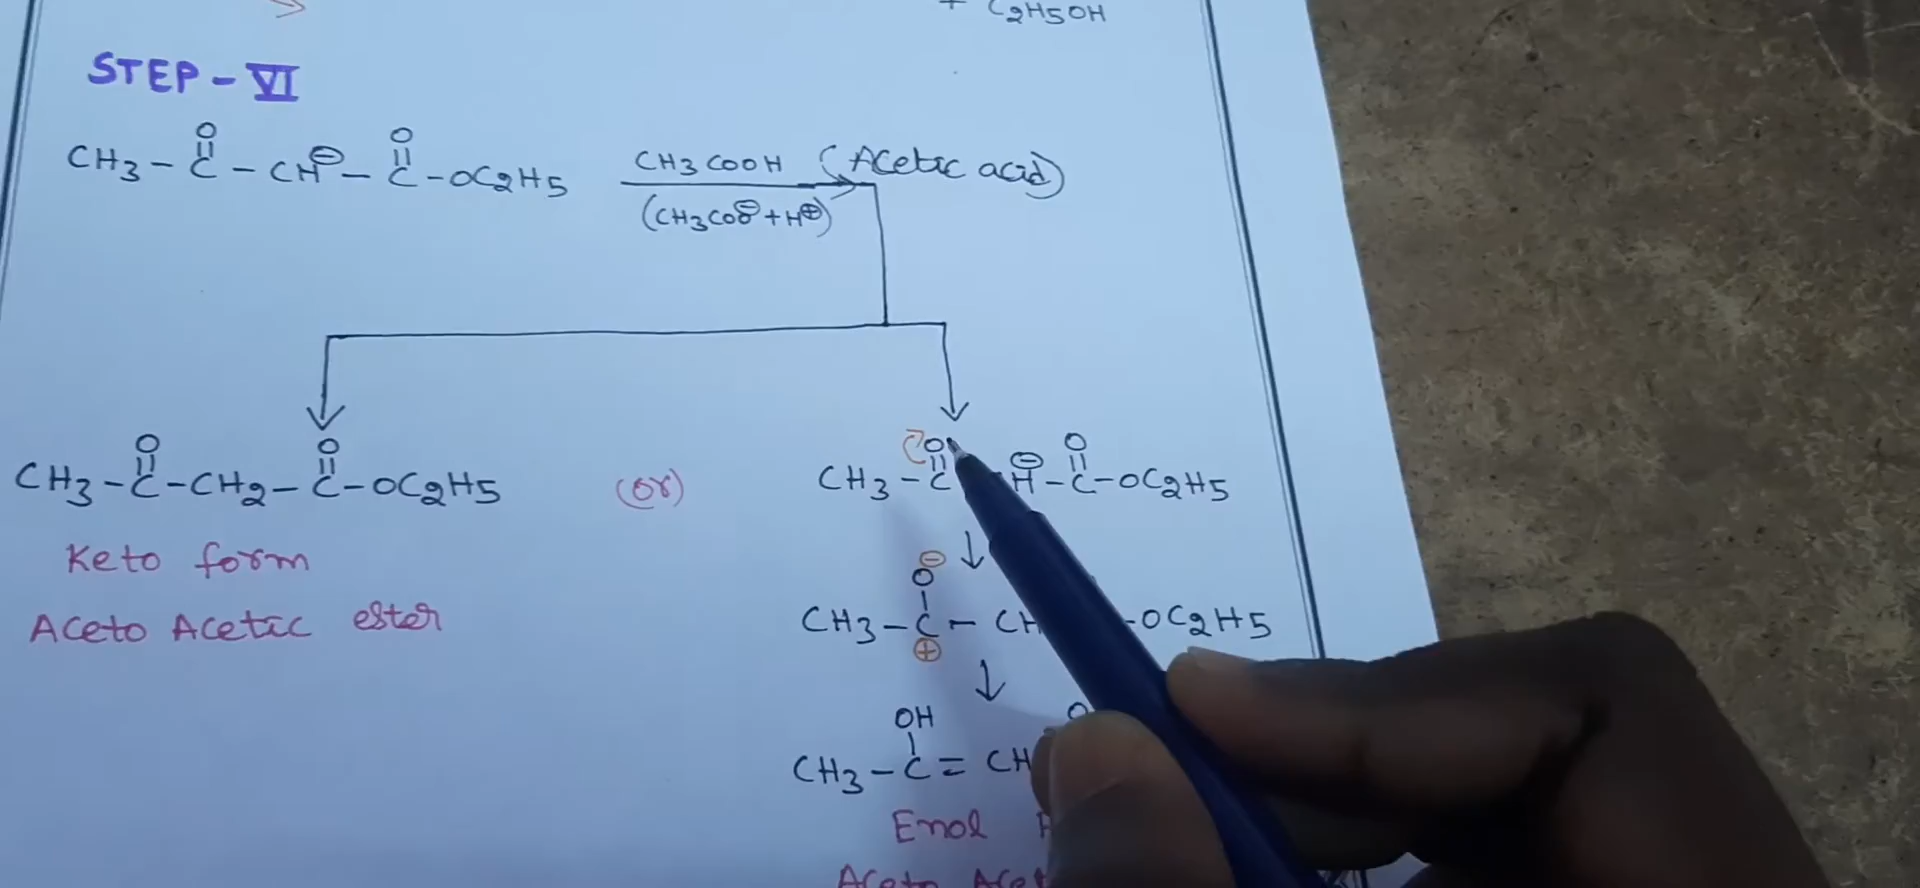 + C2H5OH
STEP - VI
O O
CH3 - C - CH⊖ - C - OC2H5
CH3COOH (Acetic acid)
(CH3COO⊖ + H⊕)
O O
CH3 - C - CH2 - C - OC2H5
(or)
O ⊖ O
CH3 - C H - C - OC2H5
Keto form
Aceto Acetic ester
⊖
O
CH3 - C - CH - OC2H5
⊕
OH O
CH3 - C = CH
Enol
Aceto